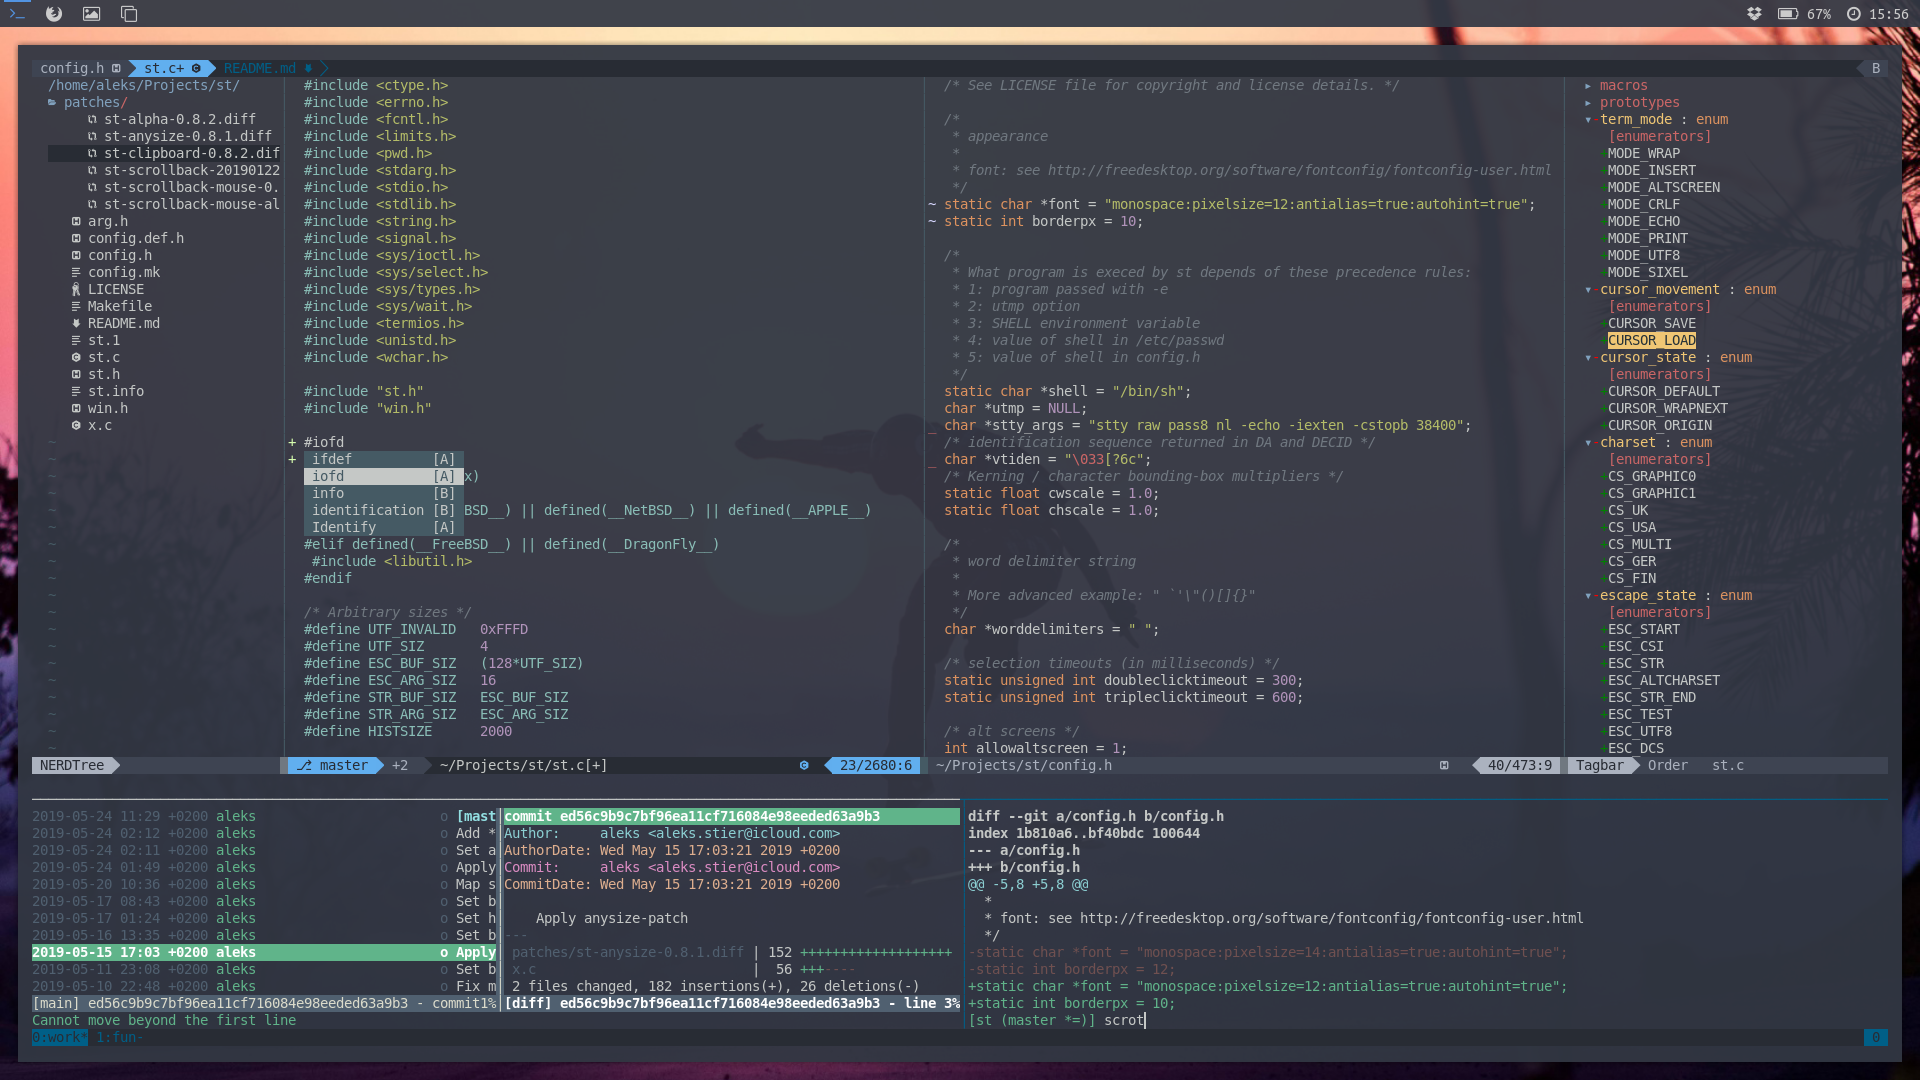 67% 15:56
config.h st.c+ README.md B
/home/aleks/Projects/st/
patches/
st-alpha-0.8.2.diff
st-anysize-0.8.1.diff
st-clipboard-0.8.2.dif
st-scrollback-20190122
st-scrollback-mouse-0.
st-scrollback-mouse-al
arg.h
config.def.h
config.h
config.mk
LICENSE
Makefile
README.md
st.1
st.c
st.h
st.info
win.h
x.c
#include <ctype.h>
#include <errno.h>
#include <fcntl.h>
#include <limits.h>
#include <pwd.h>
#include <stdarg.h>
#include <stdio.h>
#include <stdlib.h>
#include <string.h>
#include <signal.h>
#include <sys/ioctl.h>
#include <sys/select.h>
#include <sys/types.h>
#include <sys/wait.h>
#include <termios.h>
#include <unistd.h>
#include <wchar.h>
#include "st.h"
#include "win.h"
+ #iofd
+ ifdef [A]
iofd [A] x)
info [B]
identification [B] BSD__) || defined(__NetBSD__) || defined(__APPLE__)
Identify [A]
#elif defined(__FreeBSD__) || defined(__DragonFly__)
#include <libutil.h>
#endif
/* Arbitrary sizes */
#define UTF_INVALID 0xFFFD
#define UTF_SIZ 4
#define ESC_BUF_SIZ (128*UTF_SIZ)
#define ESC_ARG_SIZ 16
#define STR_BUF_SIZ ESC_BUF_SIZ
#define STR_ARG_SIZ ESC_ARG_SIZ
#define HISTSIZE 2000
/* See LICENSE file for copyright and license details. */
/*
* appearance
*
* font: see http://freedesktop.org/software/fontconfig/fontconfig-user.html
*/
~ static char *font = "monospace:pixelsize=12:antialias=true:autohint=true";
~ static int borderpx = 10;
/*
* What program is execed by st depends of these precedence rules:
* 1: program passed with -e
* 2: utmp option
* 3: SHELL environment variable
* 4: value of shell in /etc/passwd
* 5: value of shell in config.h
*/
static char *shell = "/bin/sh";
char *utmp = NULL;
_ char *stty_args = "stty raw pass8 nl -echo -iexten -cstopb 38400";
/* identification sequence returned in DA and DECID */
_ char *vtiden = "\033[?6c";
/* Kerning / character bounding-box multipliers */
static float cwscale = 1.0;
static float chscale = 1.0;
/*
* word delimiter string
*
* More advanced example: " `'\"()[]{}"
*/
char *worddelimiters = " ";
/* selection timeouts (in milliseconds) */
static unsigned int doubleclicktimeout = 300;
static unsigned int tripleclicktimeout = 600;
/* alt screens */
int allowaltscreen = 1;
▸ macros
▸ prototypes
▾ term_mode : enum
[enumerators]
+MODE_WRAP
+MODE_INSERT
+MODE_ALTSCREEN
+MODE_CRLF
+MODE_ECHO
+MODE_PRINT
+MODE_UTF8
+MODE_SIXEL
▾ cursor_movement : enum
[enumerators]
+CURSOR_SAVE
+CURSOR_LOAD
▾ cursor_state : enum
[enumerators]
+CURSOR_DEFAULT
+CURSOR_WRAPNEXT
+CURSOR_ORIGIN
▾-charset : enum
[enumerators]
+CS_GRAPHIC0
+CS_GRAPHIC1
+CS_UK
+CS_USA
+CS_MULTI
+CS_GER
+CS_FIN
▾ escape_state : enum
[enumerators]
+ESC_START
+ESC_CSI
+ESC_STR
+ESC_ALTCHARSET
+ESC_STR_END
+ESC_TEST
+ESC_UTF8
+ESC_DCS
NERDTree master +2 ~/Projects/st/st.c[+] 23/2680:6 ~/Projects/st/config.h 40/473:9 Tagbar Order st.c
2019-05-24 11:29 +0200 aleks o [mast
2019-05-24 02:12 +0200 aleks o Add *
2019-05-24 02:11 +0200 aleks o Set a
2019-05-24 01:49 +0200 aleks o Apply
2019-05-20 10:36 +0200 aleks o Map s
2019-05-17 08:43 +0200 aleks o Set b
2019-05-17 01:24 +0200 aleks o Set h
2019-05-16 13:35 +0200 aleks o Set b
2019-05-15 17:03 +0200 aleks o Apply
2019-05-11 23:08 +0200 aleks o Set b
2019-05-10 22:48 +0200 aleks o Fix m
[main] ed56c9b9c7bf96ea11cf716084e98eeded63a9b3 - commit1%
Cannot move beyond the first line
commit ed56c9b9c7bf96ea11cf716084e98eeded63a9b3
Author: aleks <aleks.stier@icloud.com>
AuthorDate: Wed May 15 17:03:21 2019 +0200
Commit: aleks <aleks.stier@icloud.com>
CommitDate: Wed May 15 17:03:21 2019 +0200
Apply anysize-patch
---
patches/st-anysize-0.8.1.diff | 152 +++++++++++++++++++
x.c | 56 +++----
2 files changed, 182 insertions(+), 26 deletions(-)
[diff] ed56c9b9c7bf96ea11cf716084e98eeded63a9b3 - line 3%
diff --git a/config.h b/config.h
index 1b810a6..bf40bdc 100644
--- a/config.h
+++ b/config.h
@@ -5,8 +5,8 @@
*
* font: see http://freedesktop.org/software/fontconfig/fontconfig-user.html
*/
-static char *font = "monospace:pixelsize=14:antialias=true:autohint=true";
-static int borderpx = 12;
+static char *font = "monospace:pixelsize=12:antialias=true:autohint=true";
+static int borderpx = 10;
[st (master *=)] scrot
0:work* 1:fun- 0